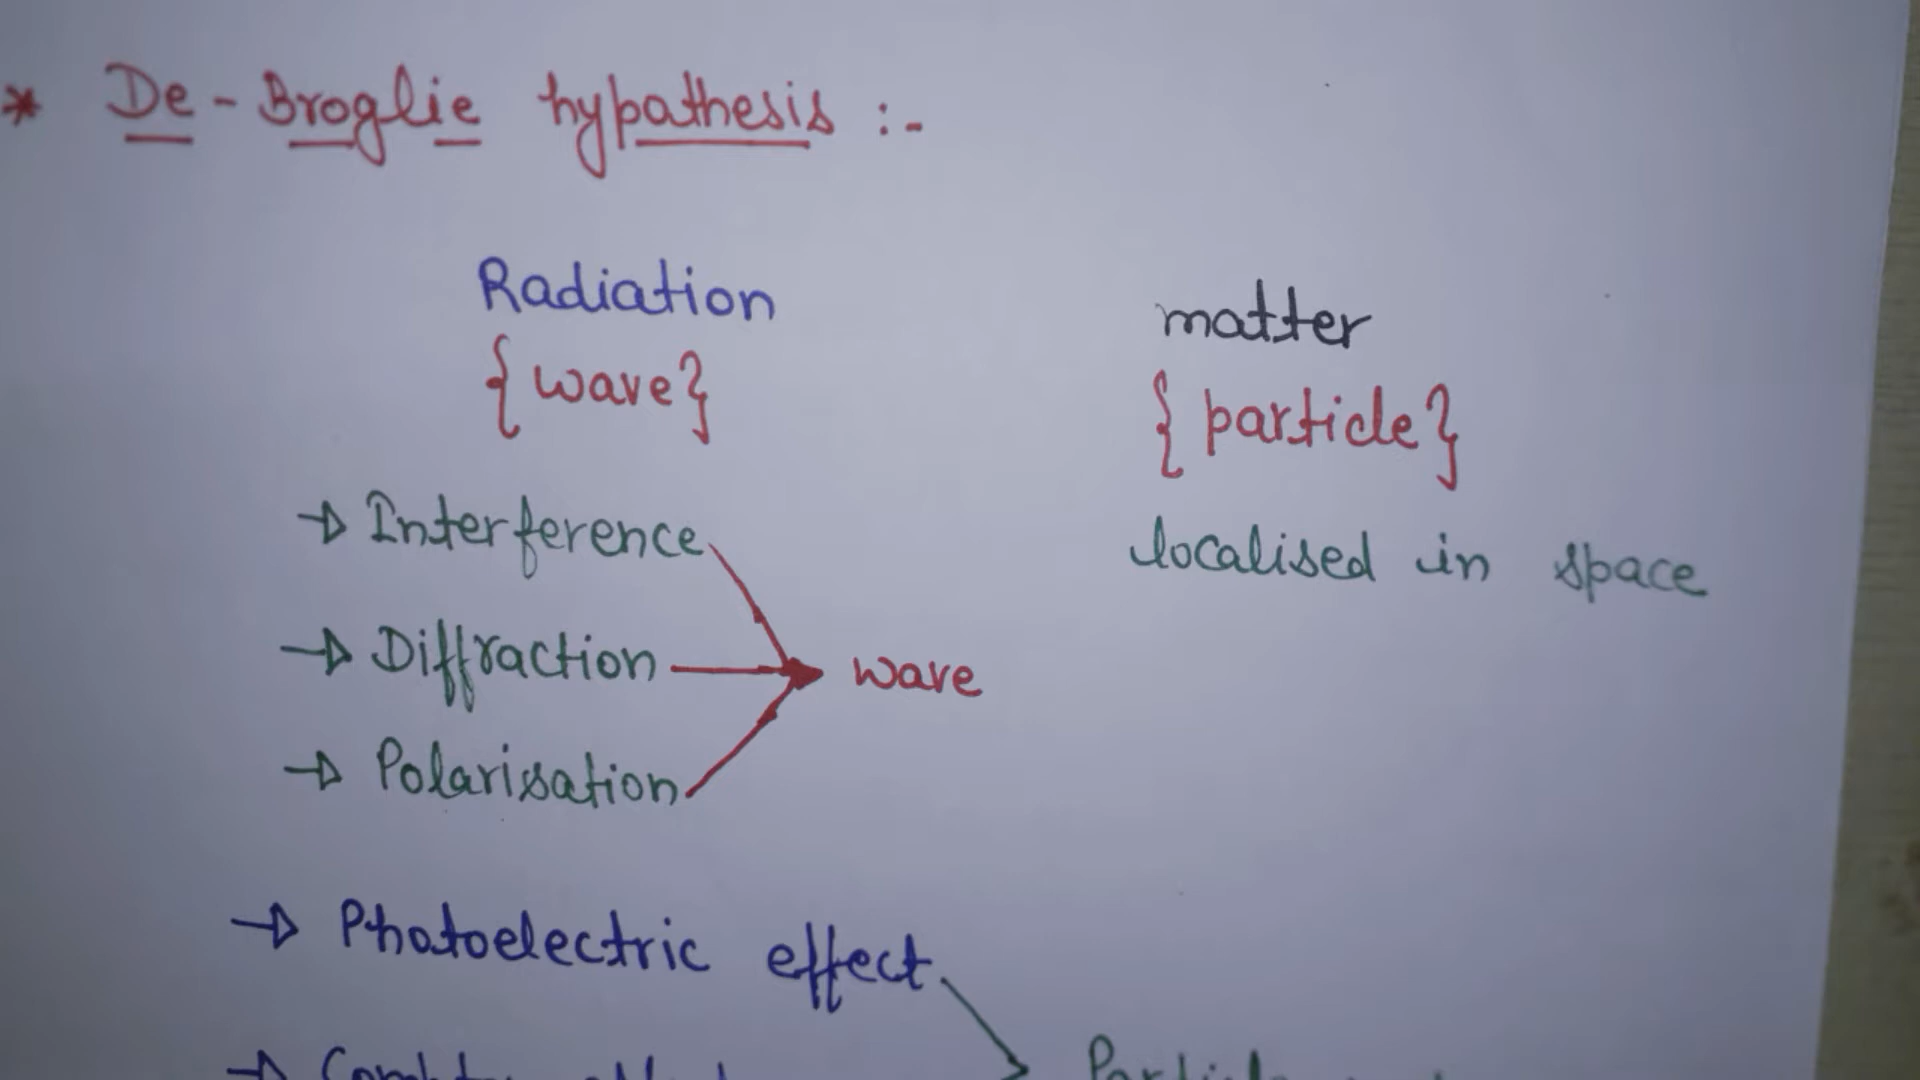 * De-Broglie hypathesis :-
Radiation
{wave}
matter
{particle}
localised in space
→ Interference
→ Diffraction
→ Polarisation
wave
→ Photoelectric effect